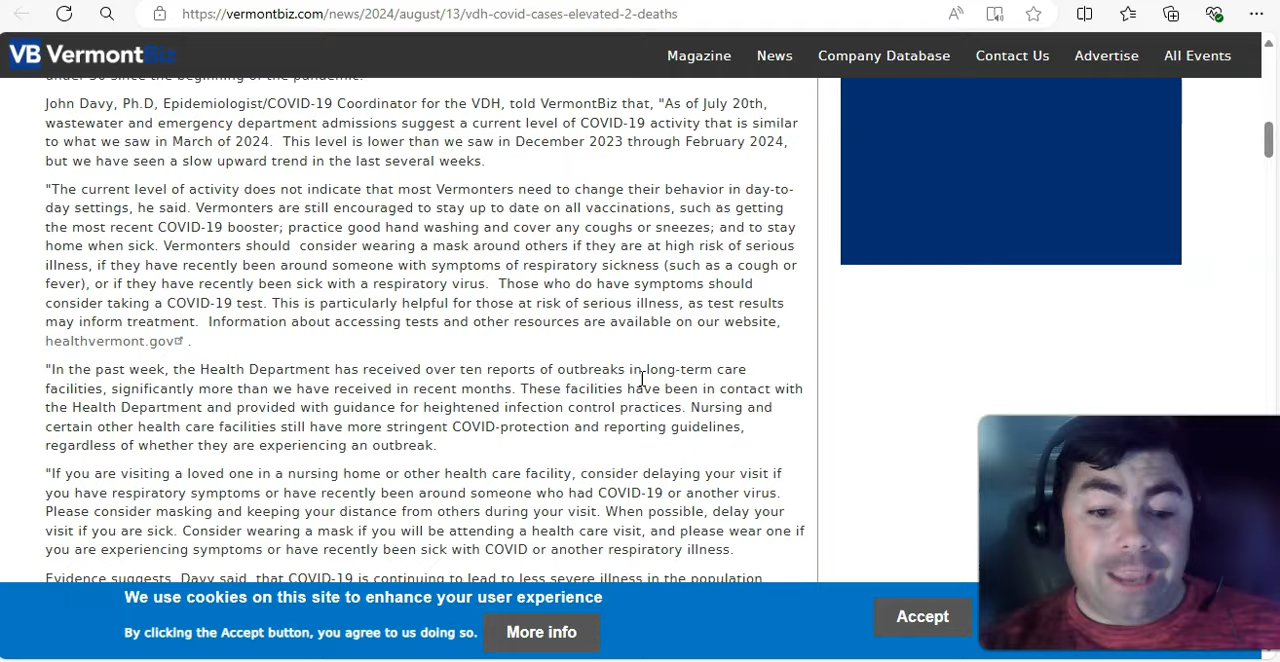 https://vermontbiz.com/news/2024/august/13/vdh-covid-cases-elevated-2-deaths
VB VermontBiz
Magazine News Company Database Contact Us Advertise All Events
under 30 since the beginning of the pandemic.
John Davy, Ph.D, Epidemiologist/COVID-19 Coordinator for the VDH, told VermontBiz that, "As of July 20th,
wastewater and emergency department admissions suggest a current level of COVID-19 activity that is similar
to what we saw in March of 2024. This level is lower than we saw in December 2023 through February 2024,
but we have seen a slow upward trend in the last several weeks.
"The current level of activity does not indicate that most Vermonters need to change their behavior in day-to-
day settings, he said. Vermonters are still encouraged to stay up to date on all vaccinations, such as getting
the most recent COVID-19 booster; practice good hand washing and cover any coughs or sneezes; and to stay
home when sick. Vermonters should consider wearing a mask around others if they are at high risk of serious
illness, if they have recently been around someone with symptoms of respiratory sickness (such as a cough or
fever), or if they have recently been sick with a respiratory virus. Those who do have symptoms should
consider taking a COVID-19 test. This is particularly helpful for those at risk of serious illness, as test results
may inform treatment. Information about accessing tests and other resources are available on our website,
healthvermont.gov .
"In the past week, the Health Department has received over ten reports of outbreaks in long-term care
facilities, significantly more than we have received in recent months. These facilities have been in contact with
the Health Department and provided with guidance for heightened infection control practices. Nursing and
certain other health care facilities still have more stringent COVID-protection and reporting guidelines,
regardless of whether they are experiencing an outbreak.
"If you are visiting a loved one in a nursing home or other health care facility, consider delaying your visit if
you have respiratory symptoms or have recently been around someone who had COVID-19 or another virus.
Please consider masking and keeping your distance from others during your visit. When possible, delay your
visit if you are sick. Consider wearing a mask if you will be attending a health care visit, and please wear one if
you are experiencing symptoms or have recently been sick with COVID or another respiratory illness.
Evidence suggests, Davy said, that COVID-19 is continuing to lead to less severe illness in the population
We use cookies on this site to enhance your user experience
By clicking the Accept button, you agree to us doing so. More info
Accept